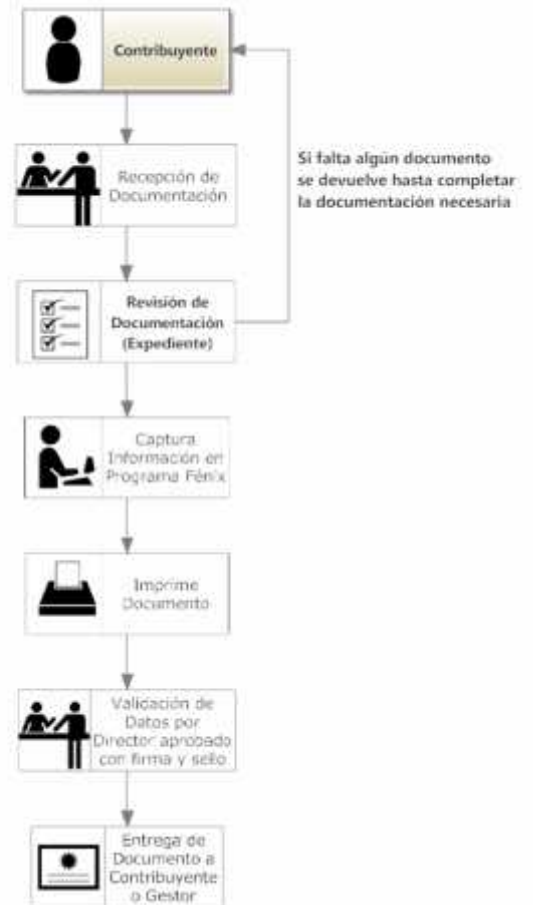 Contribuyente
Recepción de
Documentación
Si falta algún documento
se devuelve hasta completar
la documentación necesaria
Revisión de
Documentación
(Expediente)
Captura
Información en
Programa Fénix
Imprime
Documento
Validación de
Datos por
Director aprobado
con firma y sello
Entrega de
Documento a
Contribuyente
o Gestor